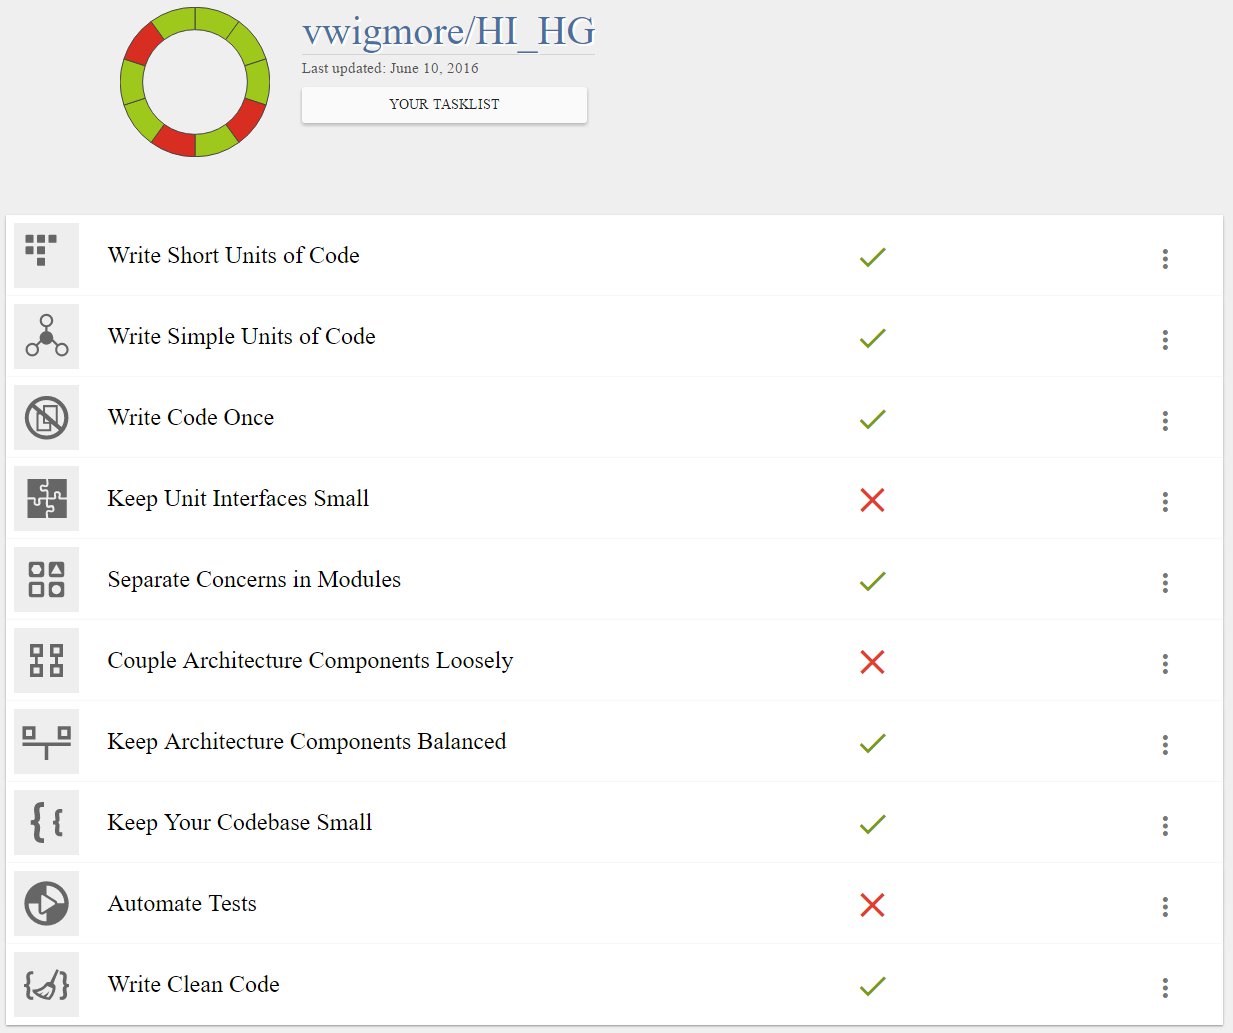 vwigmore/HI_HG
Last updated: June 10, 2016
YOUR TASKLIST
Write Short Units of Code
Write Simple Units of Code
Write Code Once
Keep Unit Interfaces Small
Separate Concerns in Modules
Couple Architecture Components Loosely
Keep Architecture Components Balanced
Keep Your Codebase Small
Automate Tests
Write Clean Code